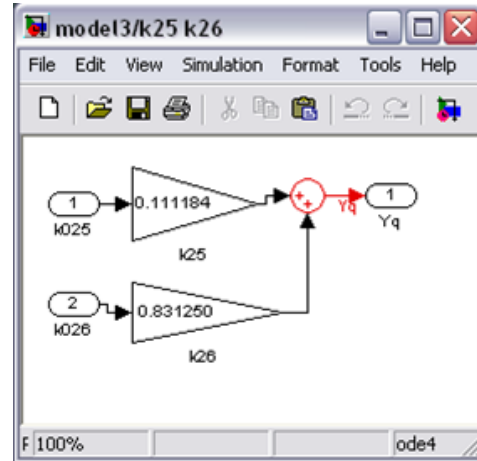 model3/k25 k26
File Edit View Simulation Format Tools Help
1
k025
0.111184
k25
+
+
Yq
1
Yq
2
k026
0.831250
k26
F 100%
ode4